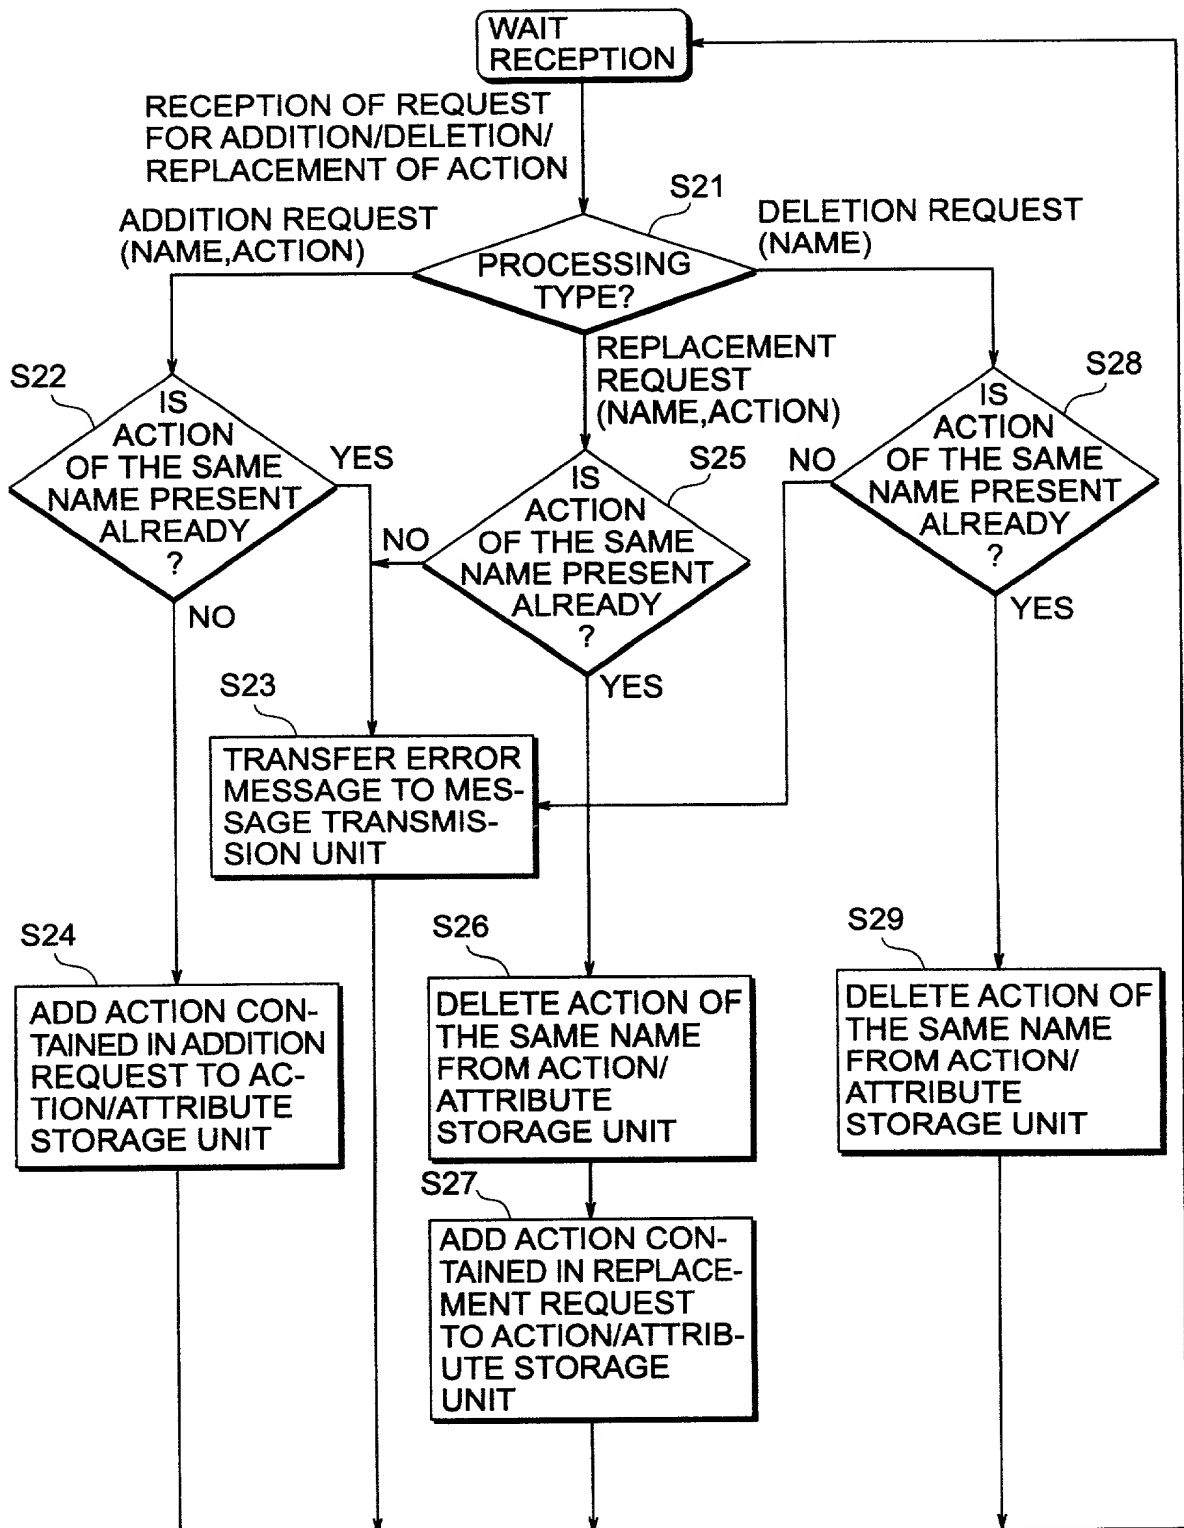 WAIT
RECEPTION
RECEPTION OF REQUEST
FOR ADDITION/DELETION/
REPLACEMENT OF ACTION
S21
ADDITION REQUEST
(NAME,ACTION)
DELETION REQUEST
(NAME)
PROCESSING
TYPE?
REPLACEMENT
REQUEST
(NAME,ACTION)
S22
IS
ACTION
OF THE SAME
NAME PRESENT
ALREADY
?
YES
NO
S25
IS
ACTION
OF THE SAME
NAME PRESENT
ALREADY
?
NO
YES
S28
IS
ACTION
OF THE SAME
NAME PRESENT
ALREADY
?
NO
YES
S23
TRANSFER ERROR
MESSAGE TO MES-
SAGE TRANSMIS-
SION UNIT
S24
ADD ACTION CON-
TAINED IN ADDITION
REQUEST TO AC-
TION/ATTRIBUTE
STORAGE UNIT
S26
DELETE ACTION OF
THE SAME NAME
FROM ACTION/
ATTRIBUTE
STORAGE UNIT
S29
DELETE ACTION OF
THE SAME NAME
FROM ACTION/
ATTRIBUTE
STORAGE UNIT
S27
ADD ACTION CON-
TAINED IN REPLACE-
MENT REQUEST
TO ACTION/ATTRIB-
UTE STORAGE
UNIT